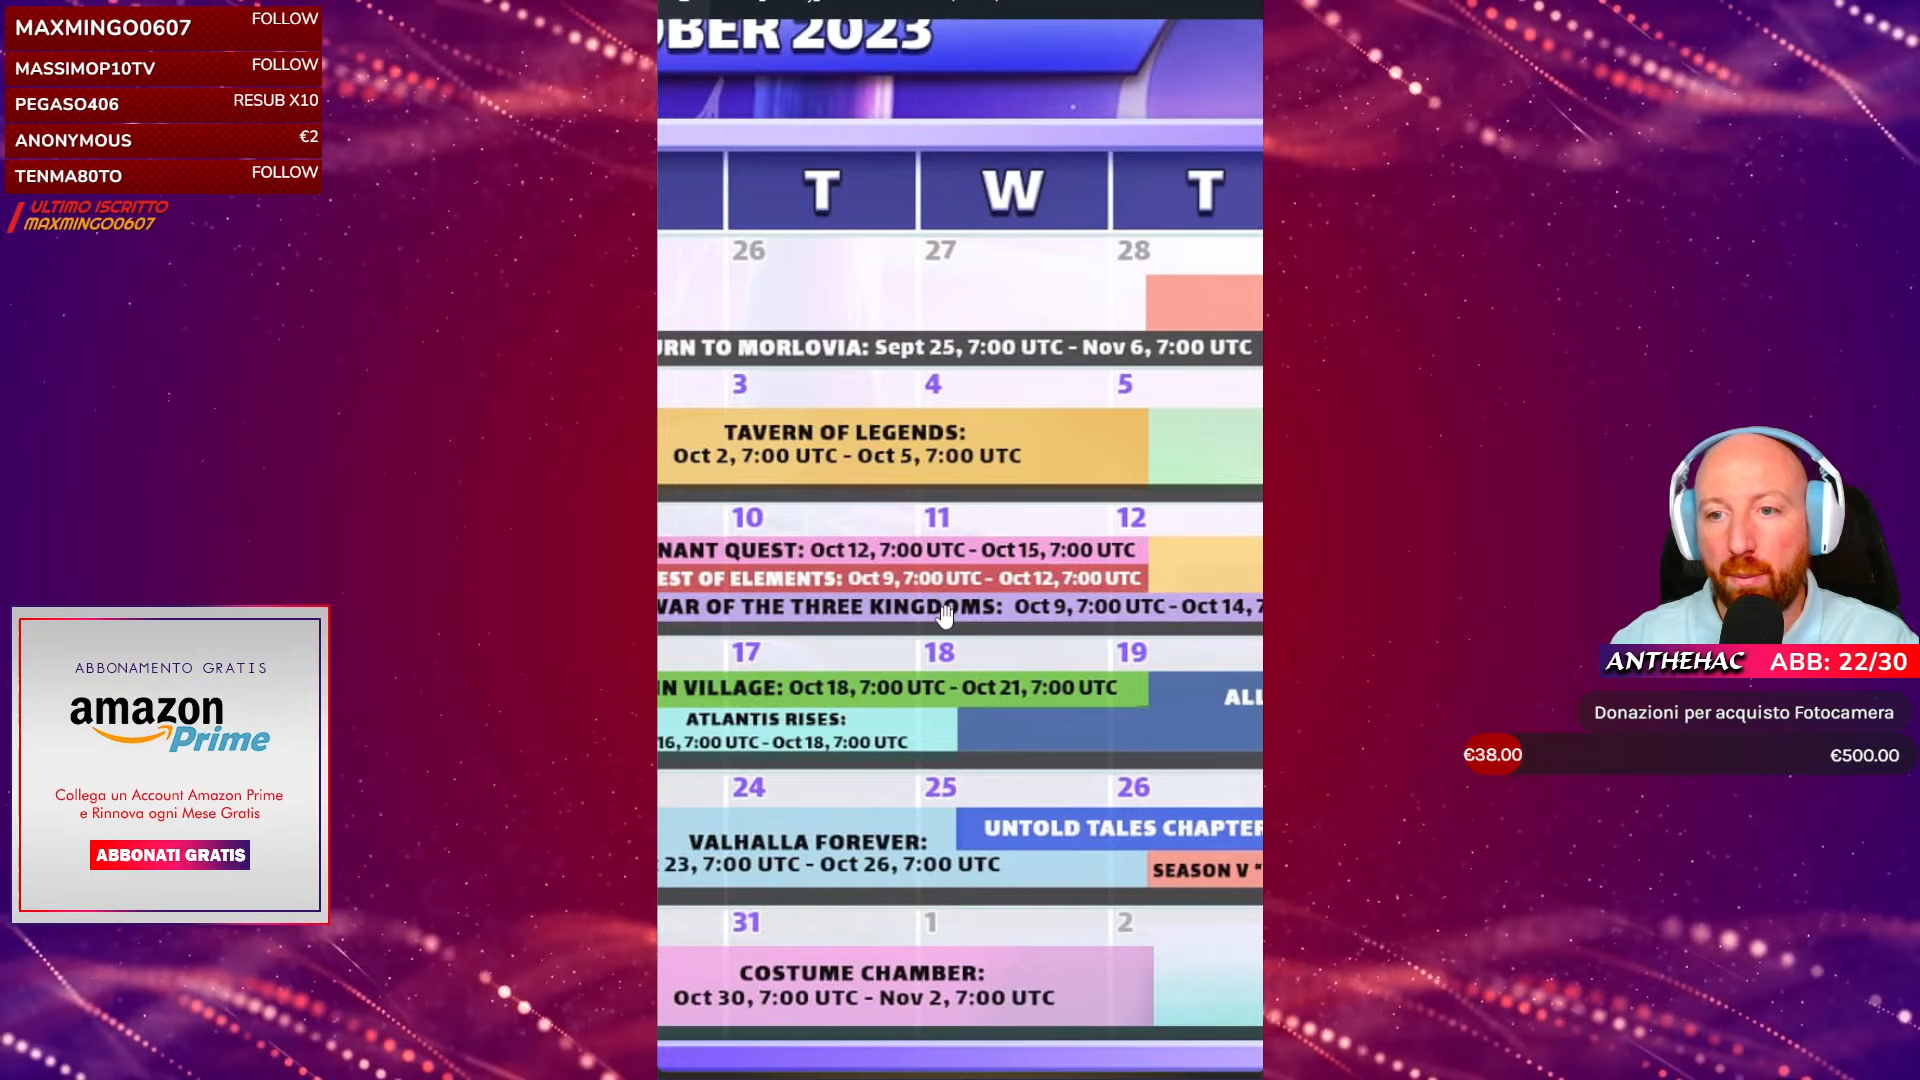 MAXMINGO0607 FOLLOW
MASSIMOP10TV FOLLOW
PEGASO406 RESUB X10
ANONYMOUS €2
TENMA80TO FOLLOW
ULTIMO ISCRITTO
MAXMINGO0607
ABBONAMENTO GRATIS
amazon
Prime
Collega un Account Amazon Prime
e Rinnova ogni Mese Gratis
ABBONATI GRATIS
BER 2023
T W T
26 27 28
URN TO MORLOVIA: Sept 25, 7:00 UTC - Nov 6, 7:00 UTC
3 4 5
TAVERN OF LEGENDS:
Oct 2, 7:00 UTC - Oct 5, 7:00 UTC
10 11 12
NANT QUEST: Oct 12, 7:00 UTC - Oct 15, 7:00 UTC
EST OF ELEMENTS: Oct 9, 7:00 UTC - Oct 12, 7:00 UTC
WAR OF THE THREE KINGDOMS: Oct 9, 7:00 UTC - Oct 14, 7
17 18 19
N VILLAGE: Oct 18, 7:00 UTC - Oct 21, 7:00 UTC
ALL
ATLANTIS RISES:
16, 7:00 UTC - Oct 18, 7:00 UTC
24 25 26
UNTOLD TALES CHAPTER
VALHALLA FOREVER:
23, 7:00 UTC - Oct 26, 7:00 UTC
SEASON V "
31 1 2
COSTUME CHAMBER:
Oct 30, 7:00 UTC - Nov 2, 7:00 UTC
ANTHEHAC ABB: 22/30
Donazioni per acquisto Fotocamera
€38.00 €500.00